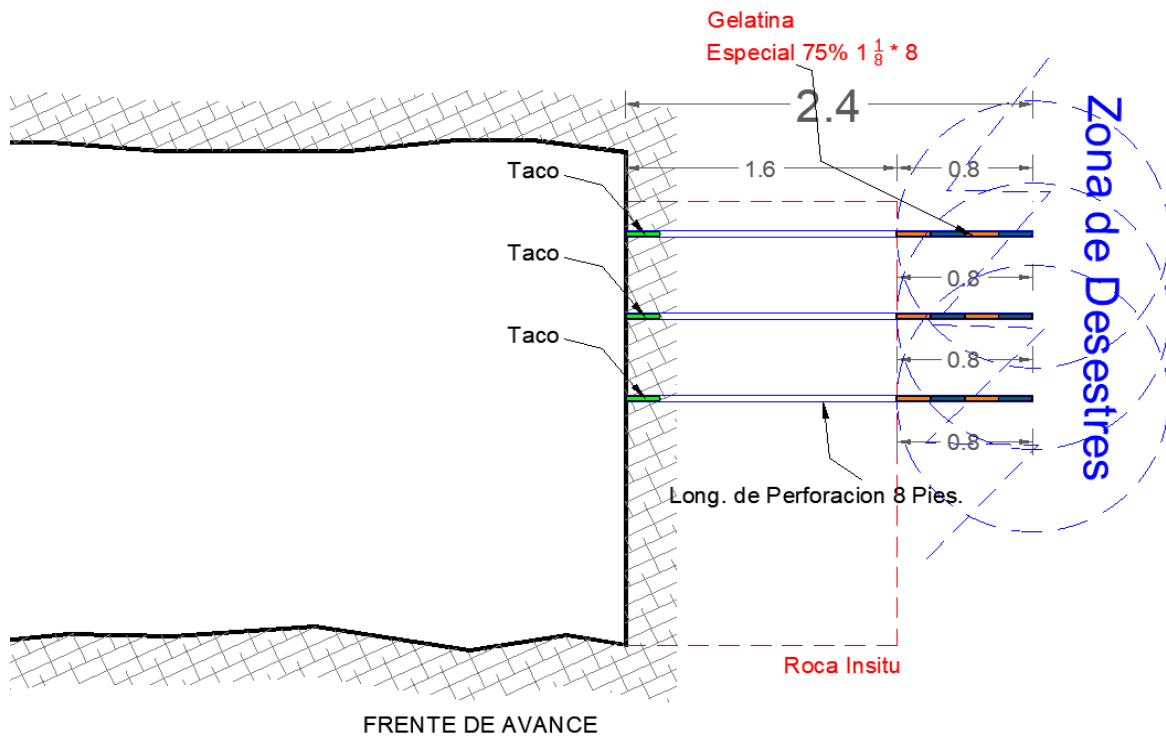 Gelatina
Especial 75% 1 1/8 * 8
2.4
1.6
0.8
Taco
Taco
Taco
0.8
0.8
0.8
Zona de Desestres
Long. de Perforacion 8 Pies.
Roca Insitu
FRENTE DE AVANCE